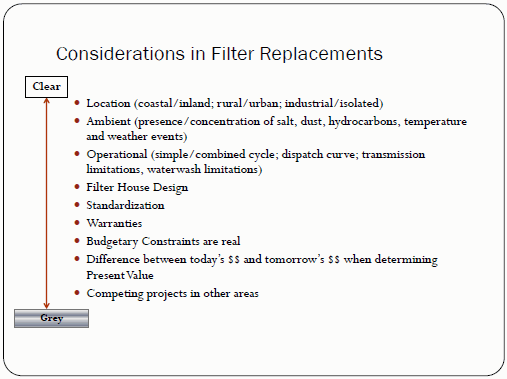 Considerations in Filter Replacements
Clear
• Location (coastal/inland; rural/urban; industrial/isolated)
• Ambient (presence/concentration of salt, dust, hydrocarbons, temperature
and weather events)
• Operational (simple/combined cycle; dispatch curve; transmission
limitations, waterwash limitations)
• Filter House Design
• Standardization
• Warranties
• Budgetary Constraints are real
• Difference between today's $$ and tomorrow's $$ when determining
Present Value
• Competing projects in other areas
Grey